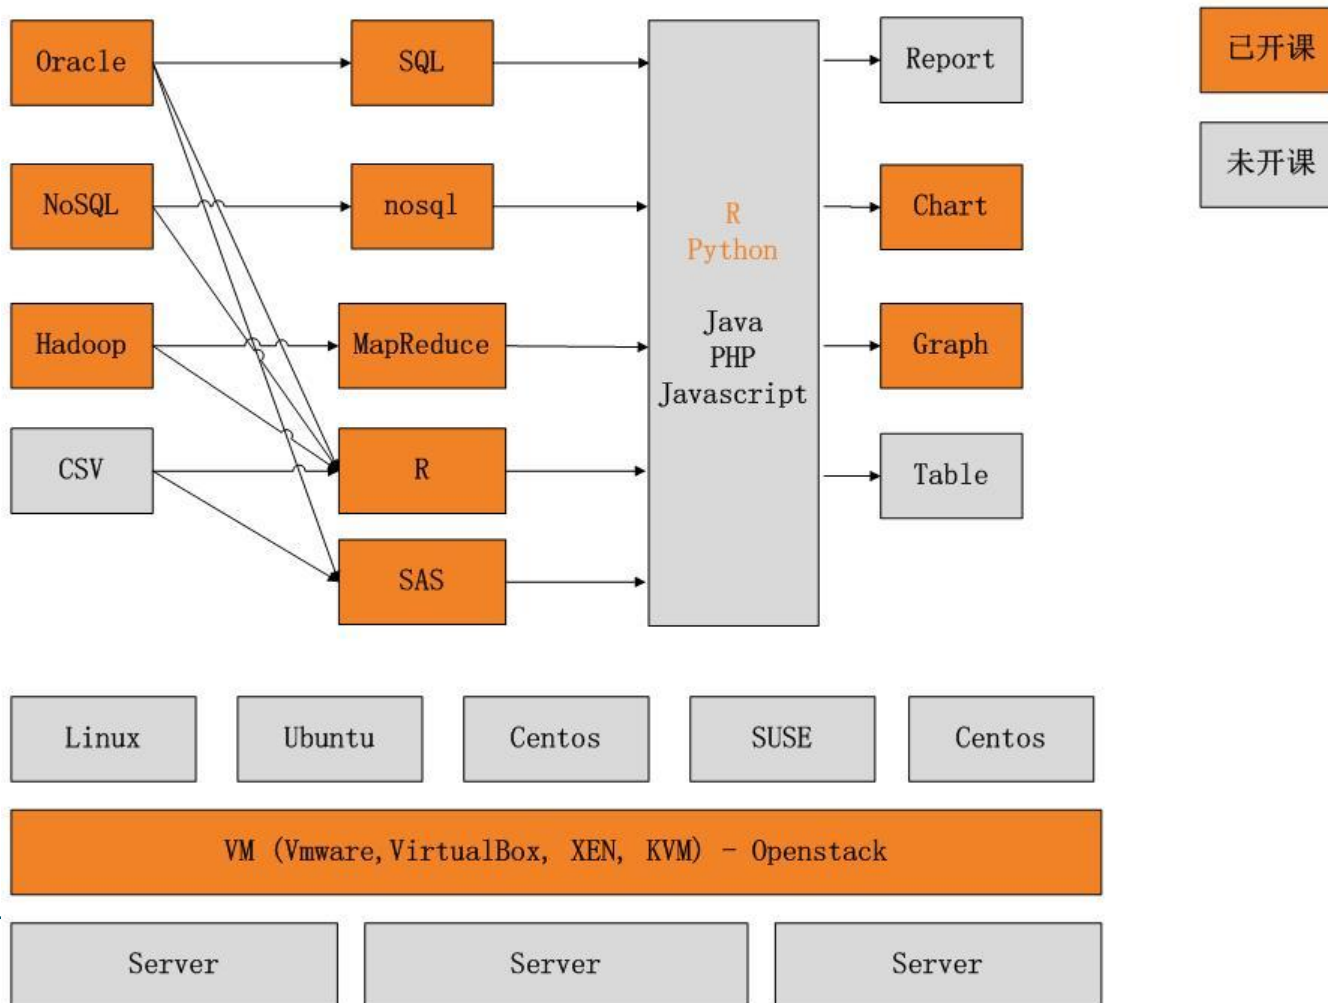 Oracle
SQL
Report
已开课
NoSQL
nosql
R
Python
Java
PHP
Javascript
Chart
未开课
Hadoop
MapReduce
Graph
CSV
R
Table
SAS
Linux
Ubuntu
Centos
SUSE
Centos
VM (Vmware,VirtualBox, XEN, KVM) - Openstack
Server
Server
Server